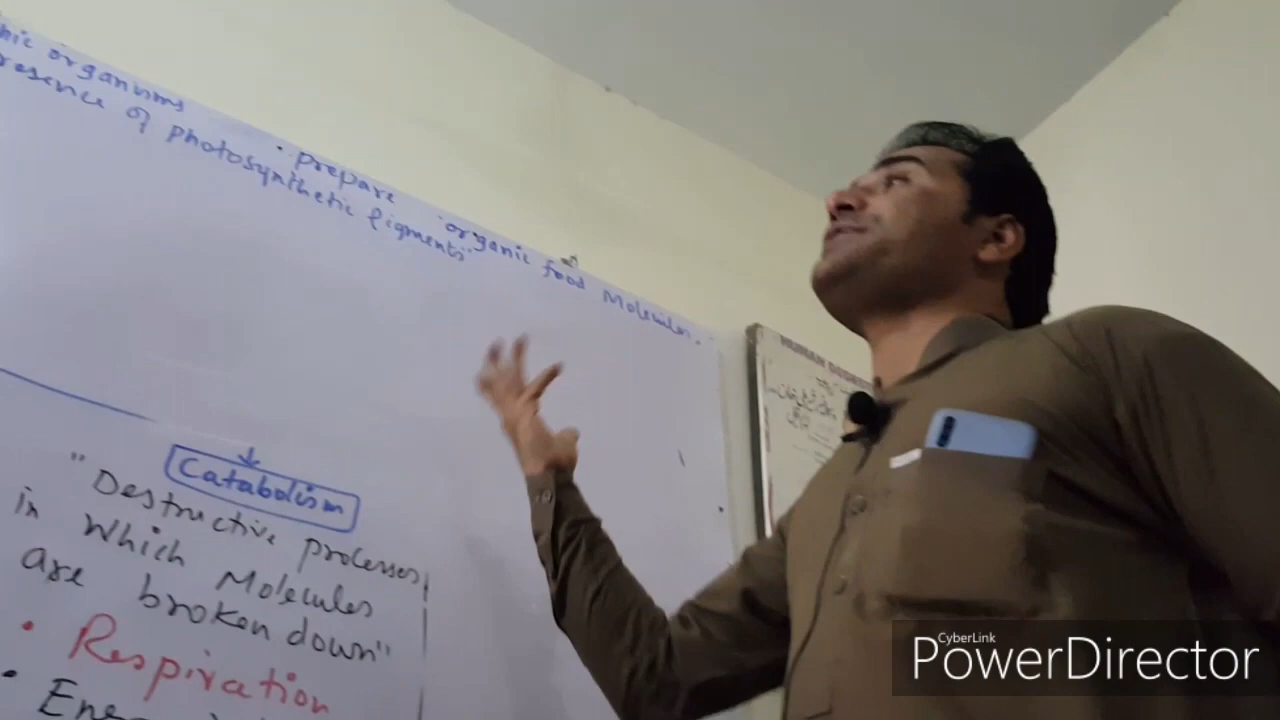 organisms · prepare organic food Molecules.
presence of photosynthetic pigments"
Catabolism
"Destructive processes
in Which Molecules
are broken down"
• Respiration
•
HUMAN
CyberLink
PowerDirector